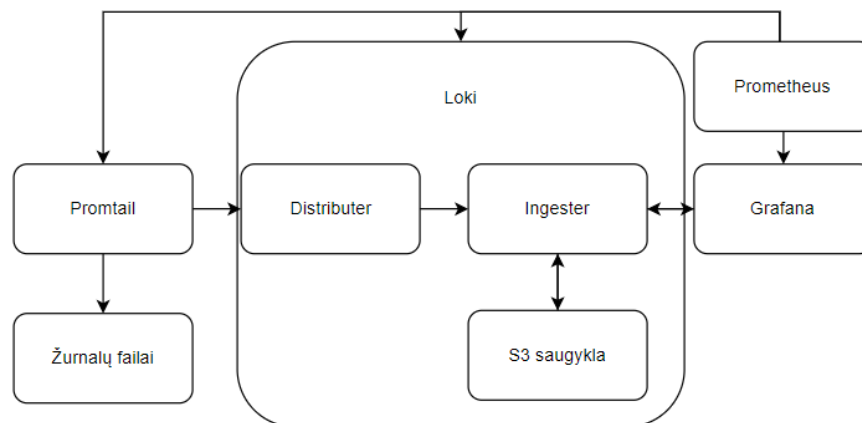 Loki
Prometheus
Promtail
Distributer
Ingester
Grafana
Žurnalų failai
S3 saugykla